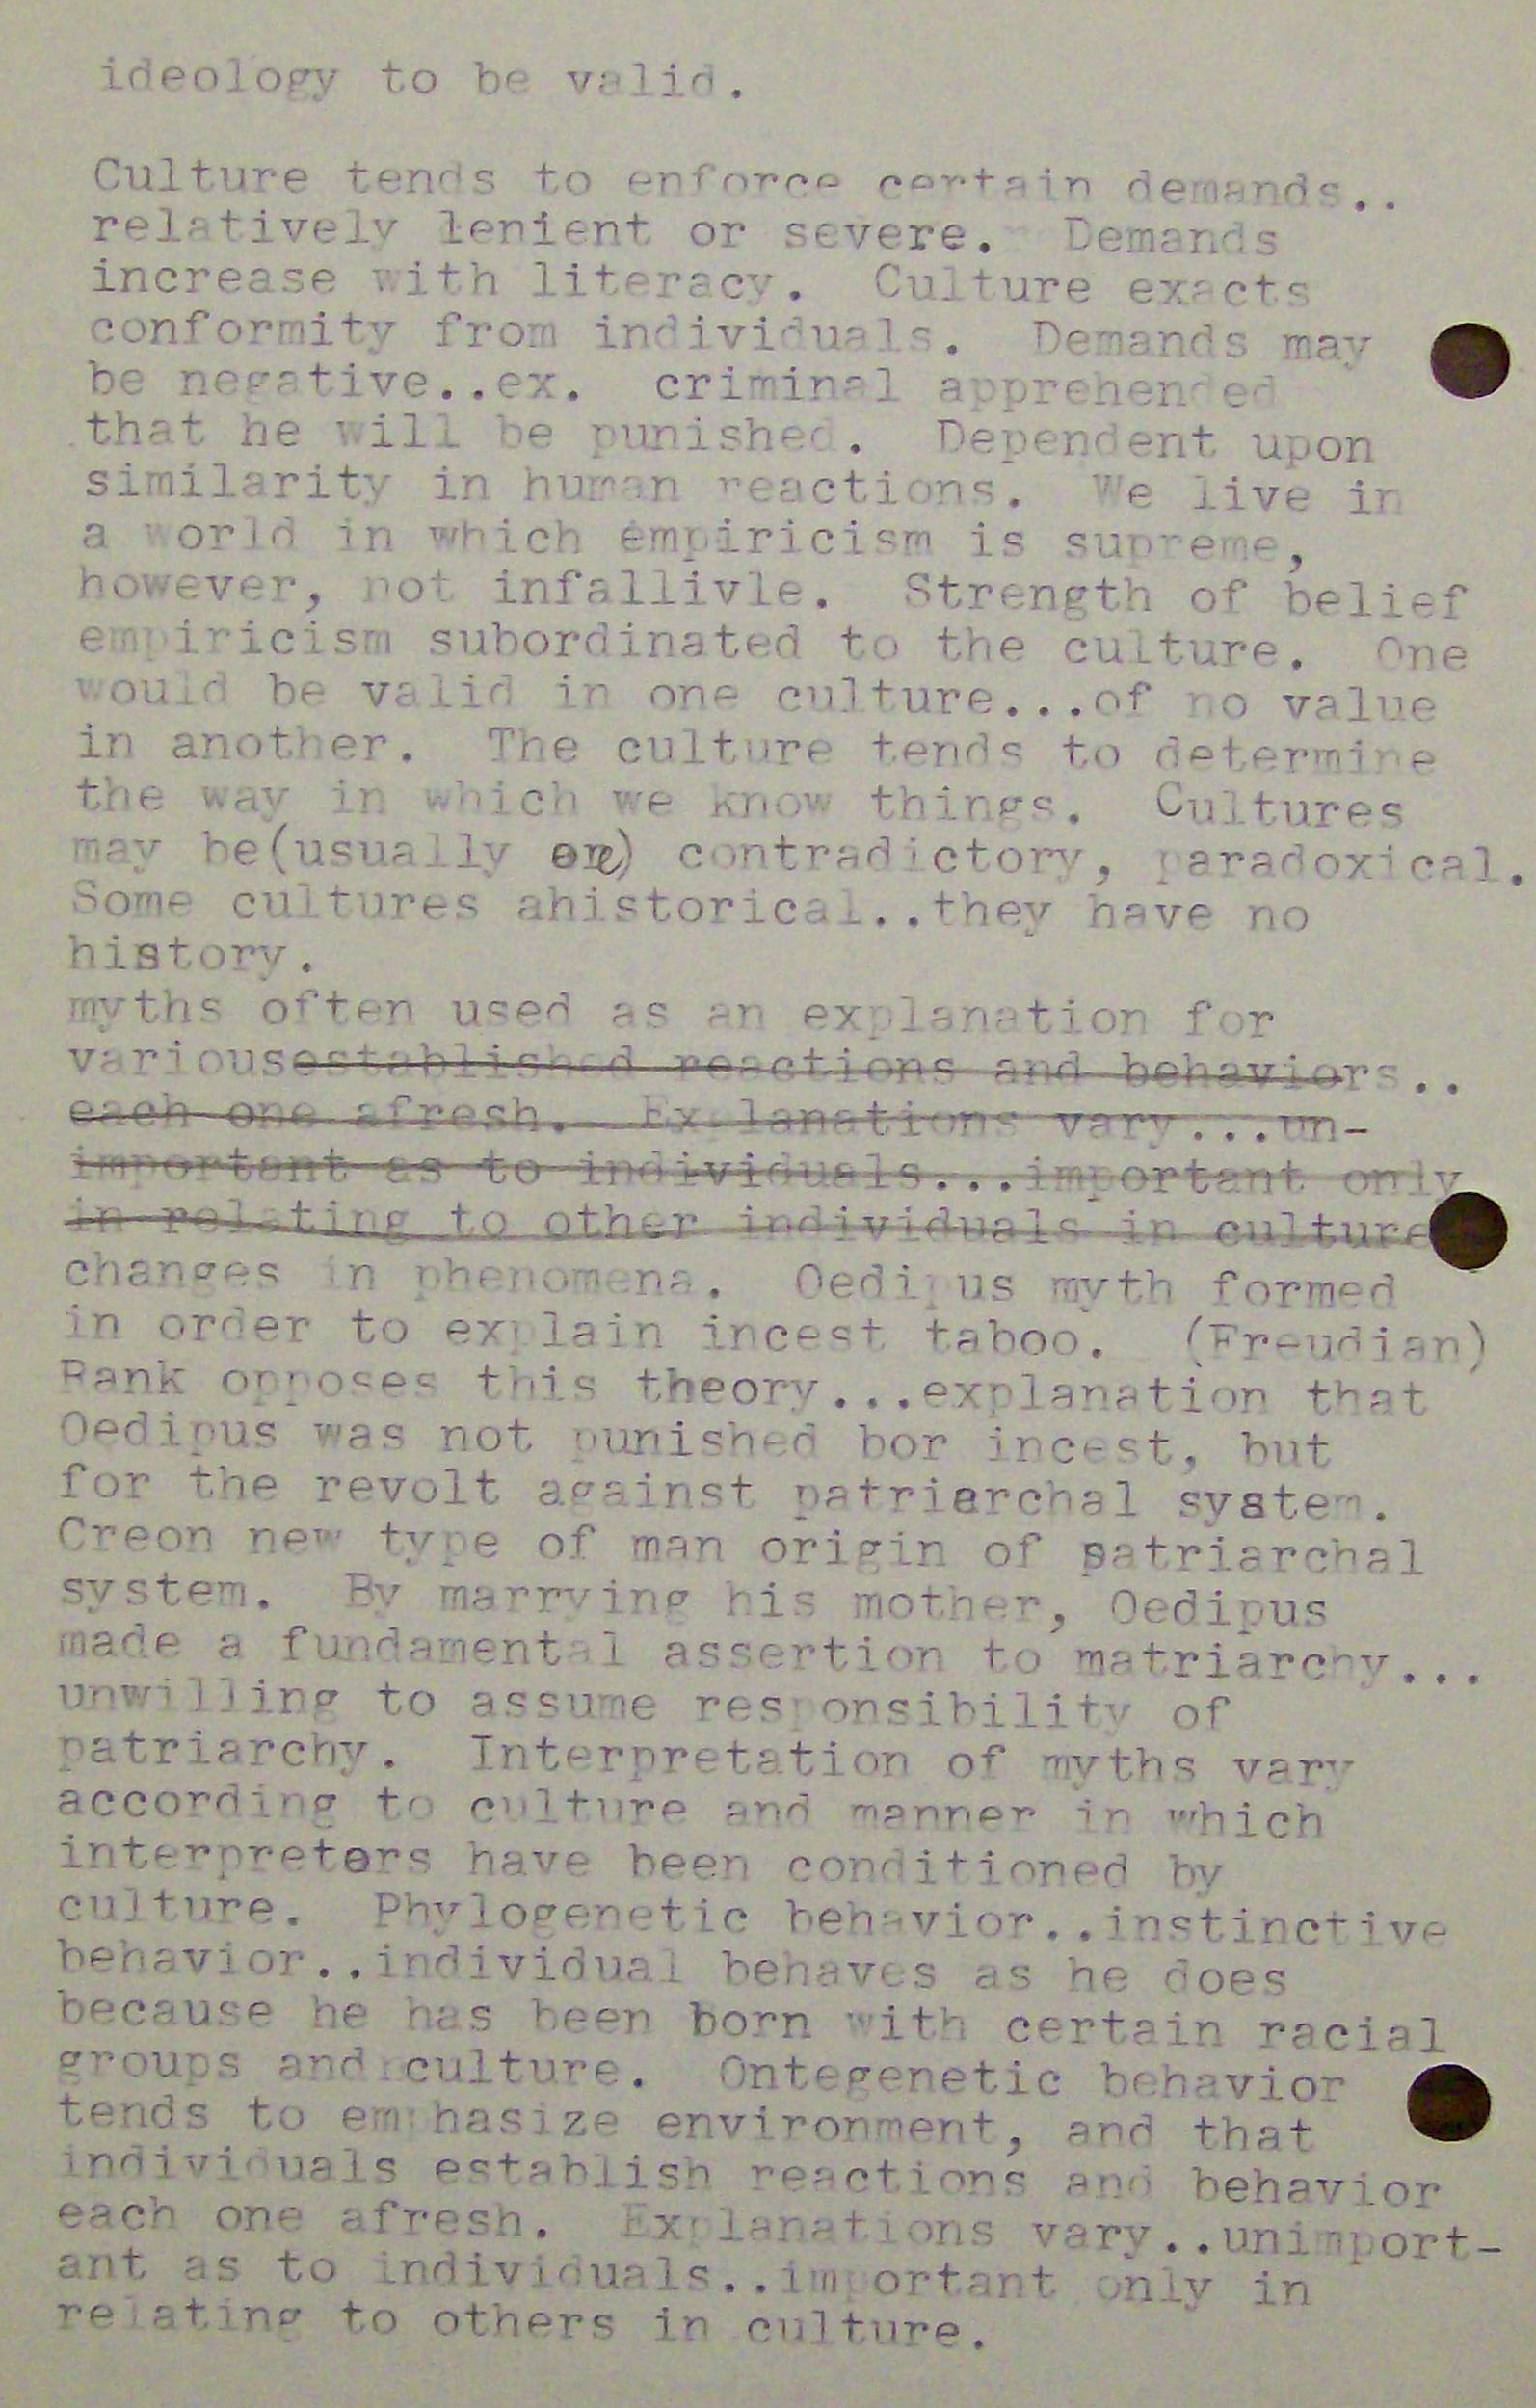 ideology to be valid.
Culture tends to enforce certain demands..
relatively lenient or severe.  Demands
increase with literacy.  Culture exacts
conformity from individuals.  Demands may
be negative..ex.  criminal apprehended
that he will be punished.  Dependent upon
similarity in human reactions.  We live in
a world in which empiricism is supreme,
however, not infallivle.  Strength of belief
empiricism subordinated to the culture.  One
would be valid in one culture...of no value
in another.  The culture tends to determine
the way in which we know things.  Cultures
may be(usually are) contradictory, paradoxical.
Some cultures ahistorical..they have no
history.
myths often used as an explanation for
variousestablished reactions and behaviors..
each one afresh.  Explanations vary...un-
important as to individuals...important only
in relating to other individuals in culture
changes in phenomena.  Oedipus myth formed
in order to explain incest taboo.  (Freudian)
Rank opposes this theory...explanation that
Oedipus was not punished bor incest, but
for the revolt against patriarchal system.
Creon new type of man origin of patriarchal
system.  By marrying his mother, Oedipus
made a fundamental assertion to matriarchy...
unwilling to assume responsibility of
patriarchy.  Interpretation of myths vary
according to culture and manner in which
interpreters have been conditioned by
culture.  Phylogenetic behavior..instinctive
behavior..individual behaves as he does
because he has been born with certain racial
groups and culture.  Ontegenetic behavior
tends to emphasize environment, and that
individuals establish reactions and behavior
each one afresh.  Explanations vary..unimport-
ant as to individuals..important only in
relating to others in culture.